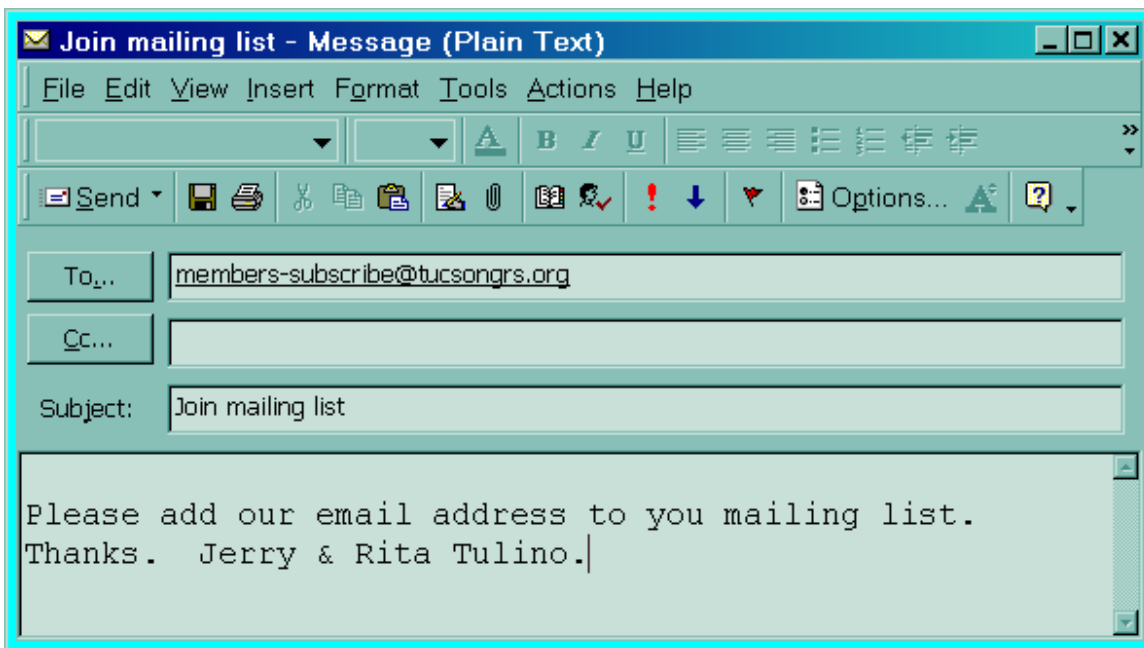 Join mailing list - Message (Plain Text)
File Edit View Insert Format Tools Actions Help
A B I U
Send Options... A
To...
members-subscribe@tucsongrs.org
Cc...
Subject:
Join mailing list
Please add our email address to you mailing list.
Thanks.  Jerry & Rita Tulino.